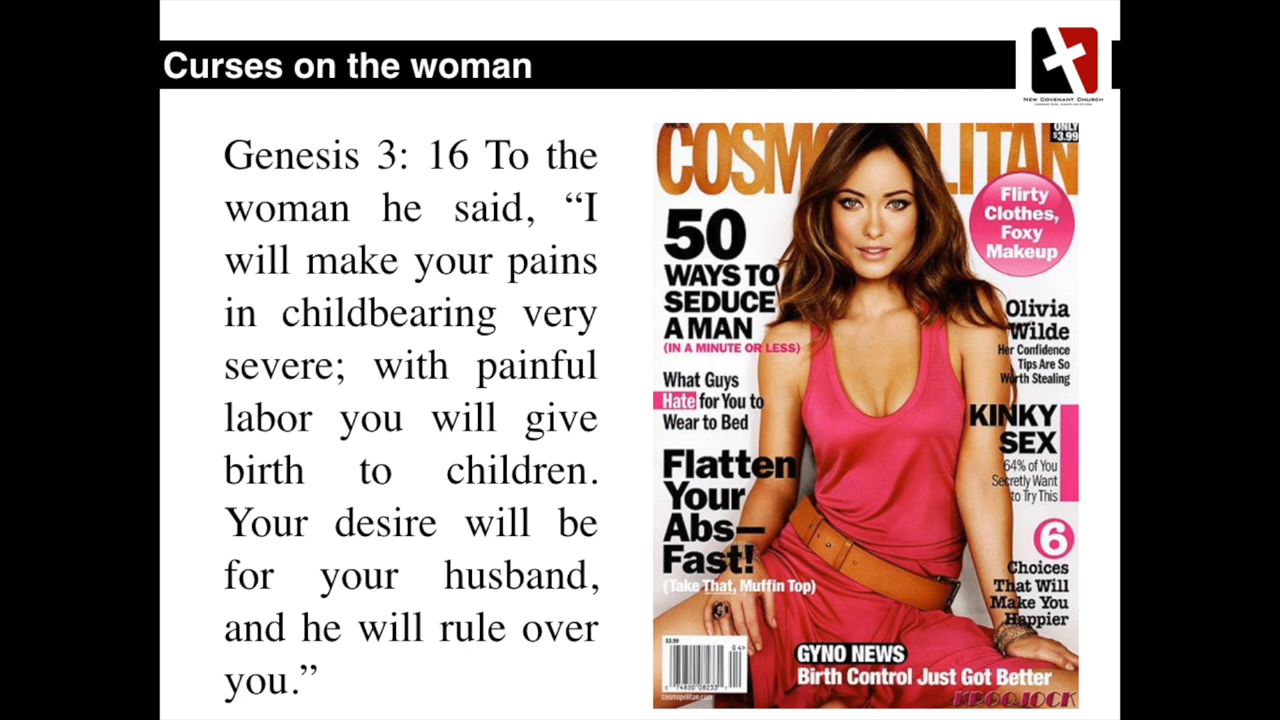 Curses on the woman
NEW COVENANT CHURCH
Genesis 3: 16 To the
woman he said, “I
will make your pains
in childbearing very
severe; with painful
labor you will give
birth to children.
Your desire will be
for your husband,
and he will rule over
you.”
COSMOPOLITAN
ONLY
$3.99
Flirty
Clothes,
Foxy
Makeup
50
WAYS TO
SEDUCE
A MAN
(IN A MINUTE OR LESS)
What Guys
Hate for You to
Wear to Bed
Flatten
Your
Abs—
Fast!
(Take That, Muffin Top)
Olivia
Wilde
Her Confidence
Tips Are So
Worth Stealing
KINKY
SEX
64% of You
Secretly Want
to Try This
6
Choices
That Will
Make You
Happier
GYNO NEWS
Birth Control Just Got Better
$3.99
cosmopolitan.com